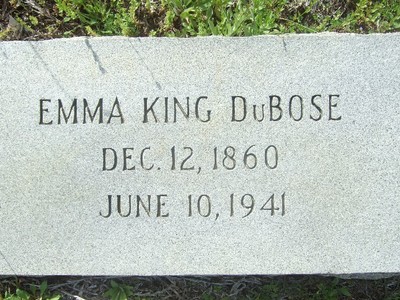 EMMA KING DuBOSE
DEC. 12, 1860
JUNE 10, 1941